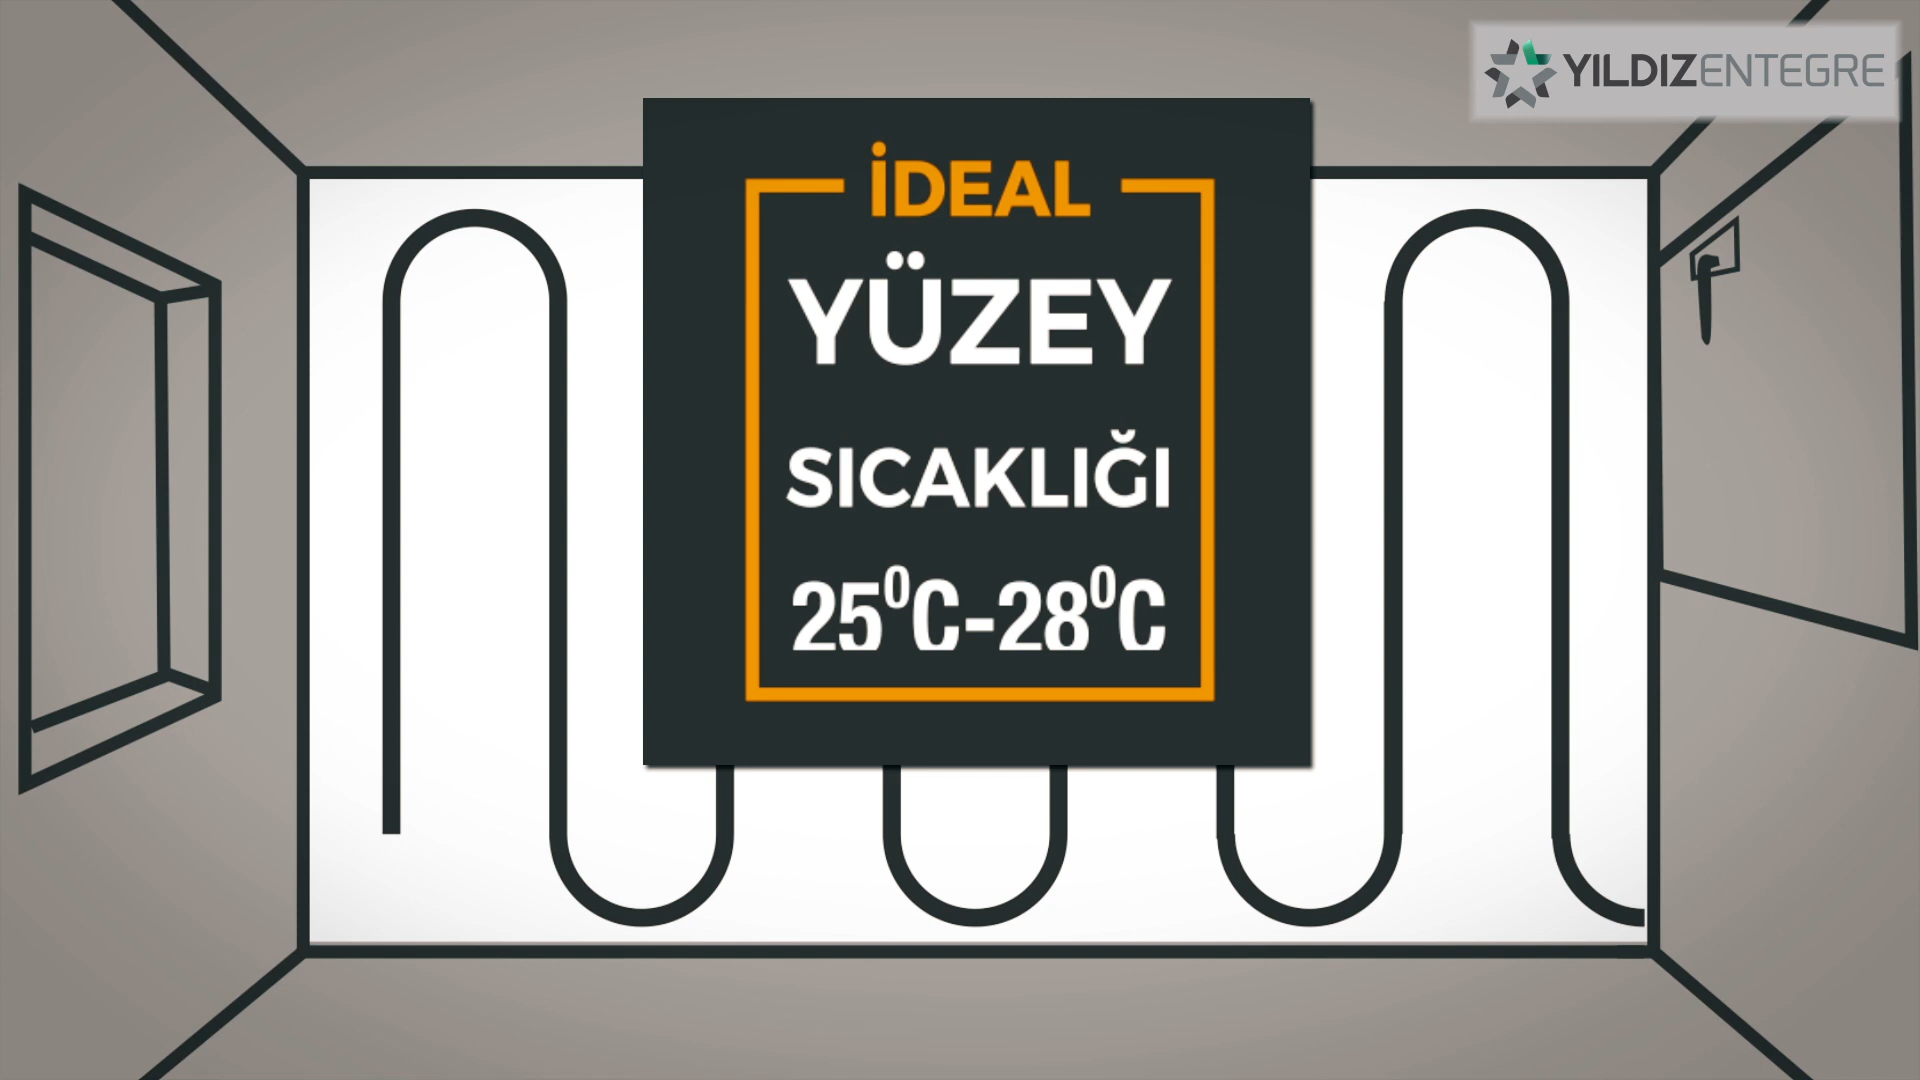 YILDIZENTEGRE
İDEAL
YÜZEY
SICAKLIĞI
25⁰C-28⁰C